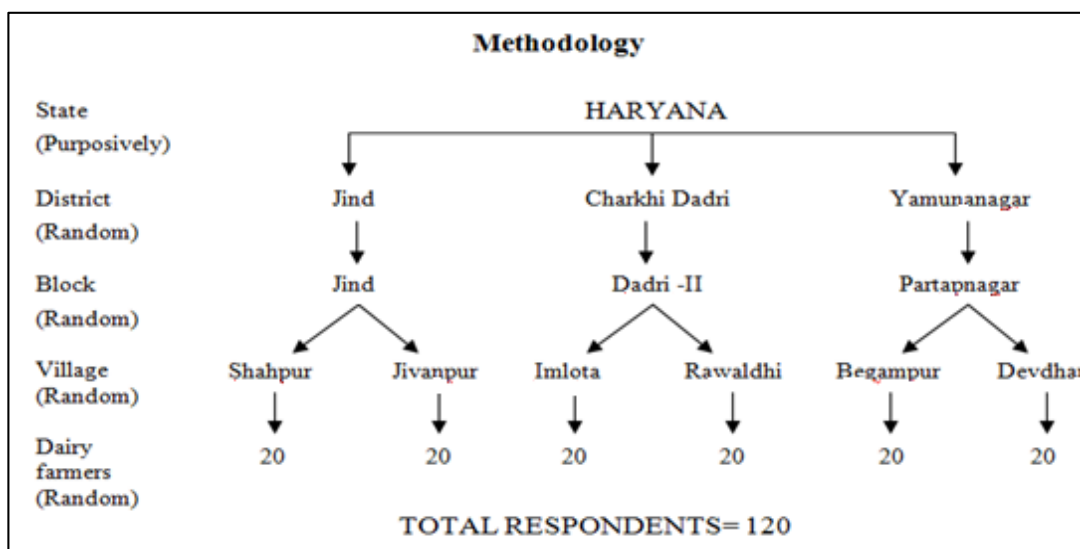 Methodology
State HARYANA
(Purposively)
District Jind Charkhi Dadri Yamunanagar
(Random)
Block Jind Dadri -II Partapnagar
(Random)
Village Shahpur Jivanpur Imlota Rawaldhi Begampur Devdhar
(Random)
Dairy 20 20 20 20 20 20
farmers
(Random)
TOTAL RESPONDENTS= 120